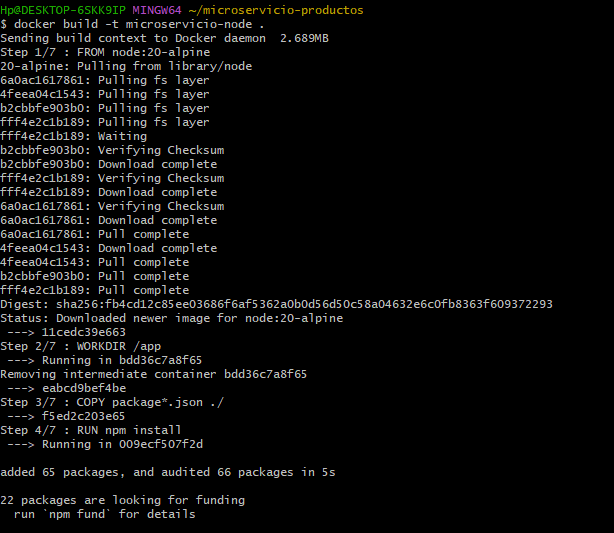 Hp@DESKTOP-6SKK9IP MINGW64 ~/microservicio-productos
$ docker build -t microservicio-node .
Sending build context to Docker daemon  2.689MB
Step 1/7 : FROM node:20-alpine
20-alpine: Pulling from library/node
6a0ac1617861: Pulling fs layer
4feea04c1543: Pulling fs layer
b2cbbfe903b0: Pulling fs layer
fff4e2c1b189: Pulling fs layer
fff4e2c1b189: Waiting
b2cbbfe903b0: Verifying Checksum
b2cbbfe903b0: Download complete
fff4e2c1b189: Verifying Checksum
fff4e2c1b189: Download complete
6a0ac1617861: Verifying Checksum
6a0ac1617861: Download complete
6a0ac1617861: Pull complete
4feea04c1543: Download complete
4feea04c1543: Pull complete
b2cbbfe903b0: Pull complete
fff4e2c1b189: Pull complete
Digest: sha256:fb4cd12c85ee03686f6af5362a0b0d56d50c58a04632e6c0fb8363f609372293
Status: Downloaded newer image for node:20-alpine
 ---> 11cedc39e663
Step 2/7 : WORKDIR /app
 ---> Running in bdd36c7a8f65
Removing intermediate container bdd36c7a8f65
 ---> eabcd9bef4be
Step 3/7 : COPY package*.json ./
 ---> f5ed2c203e65
Step 4/7 : RUN npm install
 ---> Running in 009ecf507f2d
added 65 packages, and audited 66 packages in 5s
22 packages are looking for funding
  run `npm fund` for details